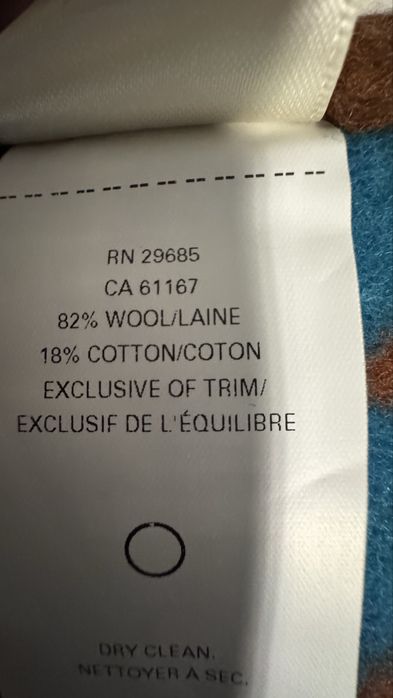 RN 29685
CA 61167
82% WOOL/LAINE
18% COTTON/COTON
EXCLUSIVE OF TRIM/
EXCLUSIF DE L'ÉQUILIBRE
DRY CLEAN.
NETTOYER A SEC.